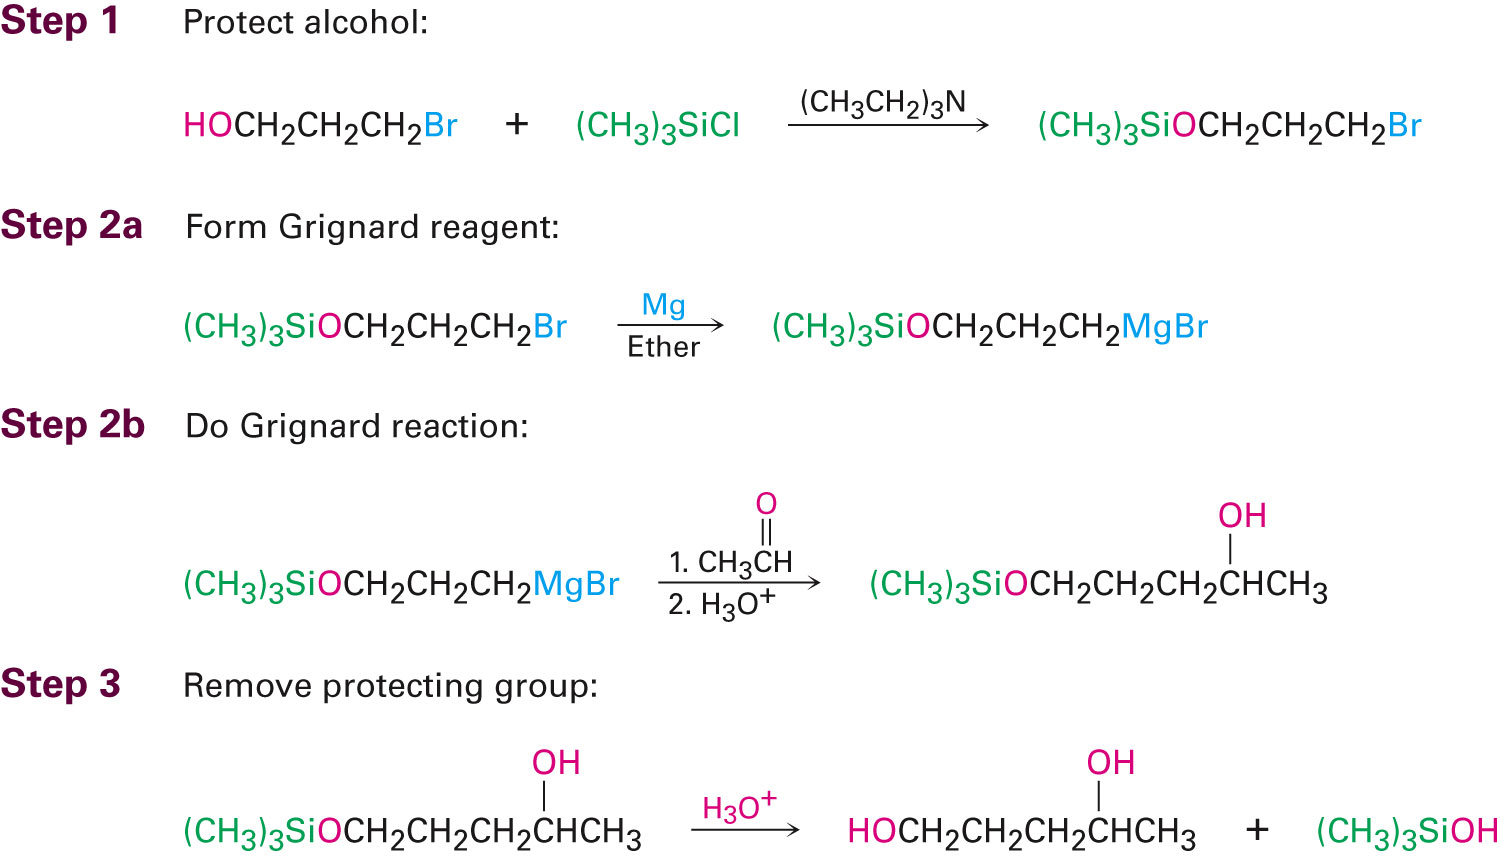 Step 1 Protect alcohol:
(CH₃CH₂)₃N
HOCH₂CH₂CH₂Br + (CH₃)₃SiCl (CH₃)₃SiOCH₂CH₂CH₂Br
Step 2a Form Grignard reagent:
Mg
(CH₃)₃SiOCH₂CH₂CH₂Br (CH₃)₃SiOCH₂CH₂CH₂MgBr
Ether
Step 2b Do Grignard reaction:
O
OH
1. CH₃CH
(CH₃)₃SiOCH₂CH₂CH₂MgBr (CH₃)₃SiOCH₂CH₂CH₂CHCH₃
2. H₃O⁺
Step 3 Remove protecting group:
OH OH
H₃O⁺
(CH₃)₃SiOCH₂CH₂CH₂CHCH₃ HOCH₂CH₂CH₂CHCH₃ + (CH₃)₃SiOH